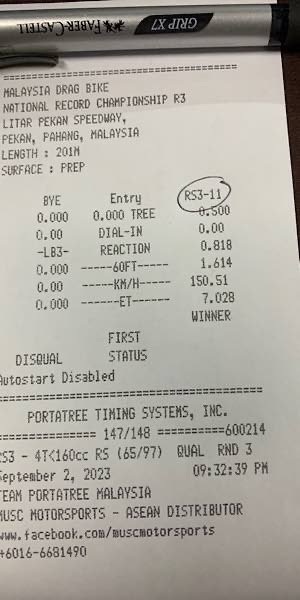 GRIP X7 FABER-CASTELL
================================
MALAYSIA DRAG BIKE
NATIONAL RECORD CHAMPIONSHIP R3
LITAR PEKAN SPEEDWAY,
PEKAN, PAHANG, MALAYSIA
LENGTH : 201M
SURFACE : PREP
BYE Entry RS3-11
0.000 0.000 TREE 0.500
0.00 DIAL-IN 0.00
-LB3- REACTION 0.818
0.000 ------60FT----- 1.614
0.00 -----KM/H----- 150.51
0.000 ------ET----- 7.028
WINNER
FIRST
DISQUAL STATUS
Autostart Disabled
================================
PORTATREE TIMING SYSTEMS, INC.
============= 147/148 ==========600214
RS3 - 4T<160cc RS (65/97) QUAL RND 3
September 2, 2023 09:32:39 PM
TEAM PORTATREE MALAYSIA
MUSC MOTORSPORTS - ASEAN DISTRIBUTOR
www.facebook.com/muscmotorsports
+6016-6681490